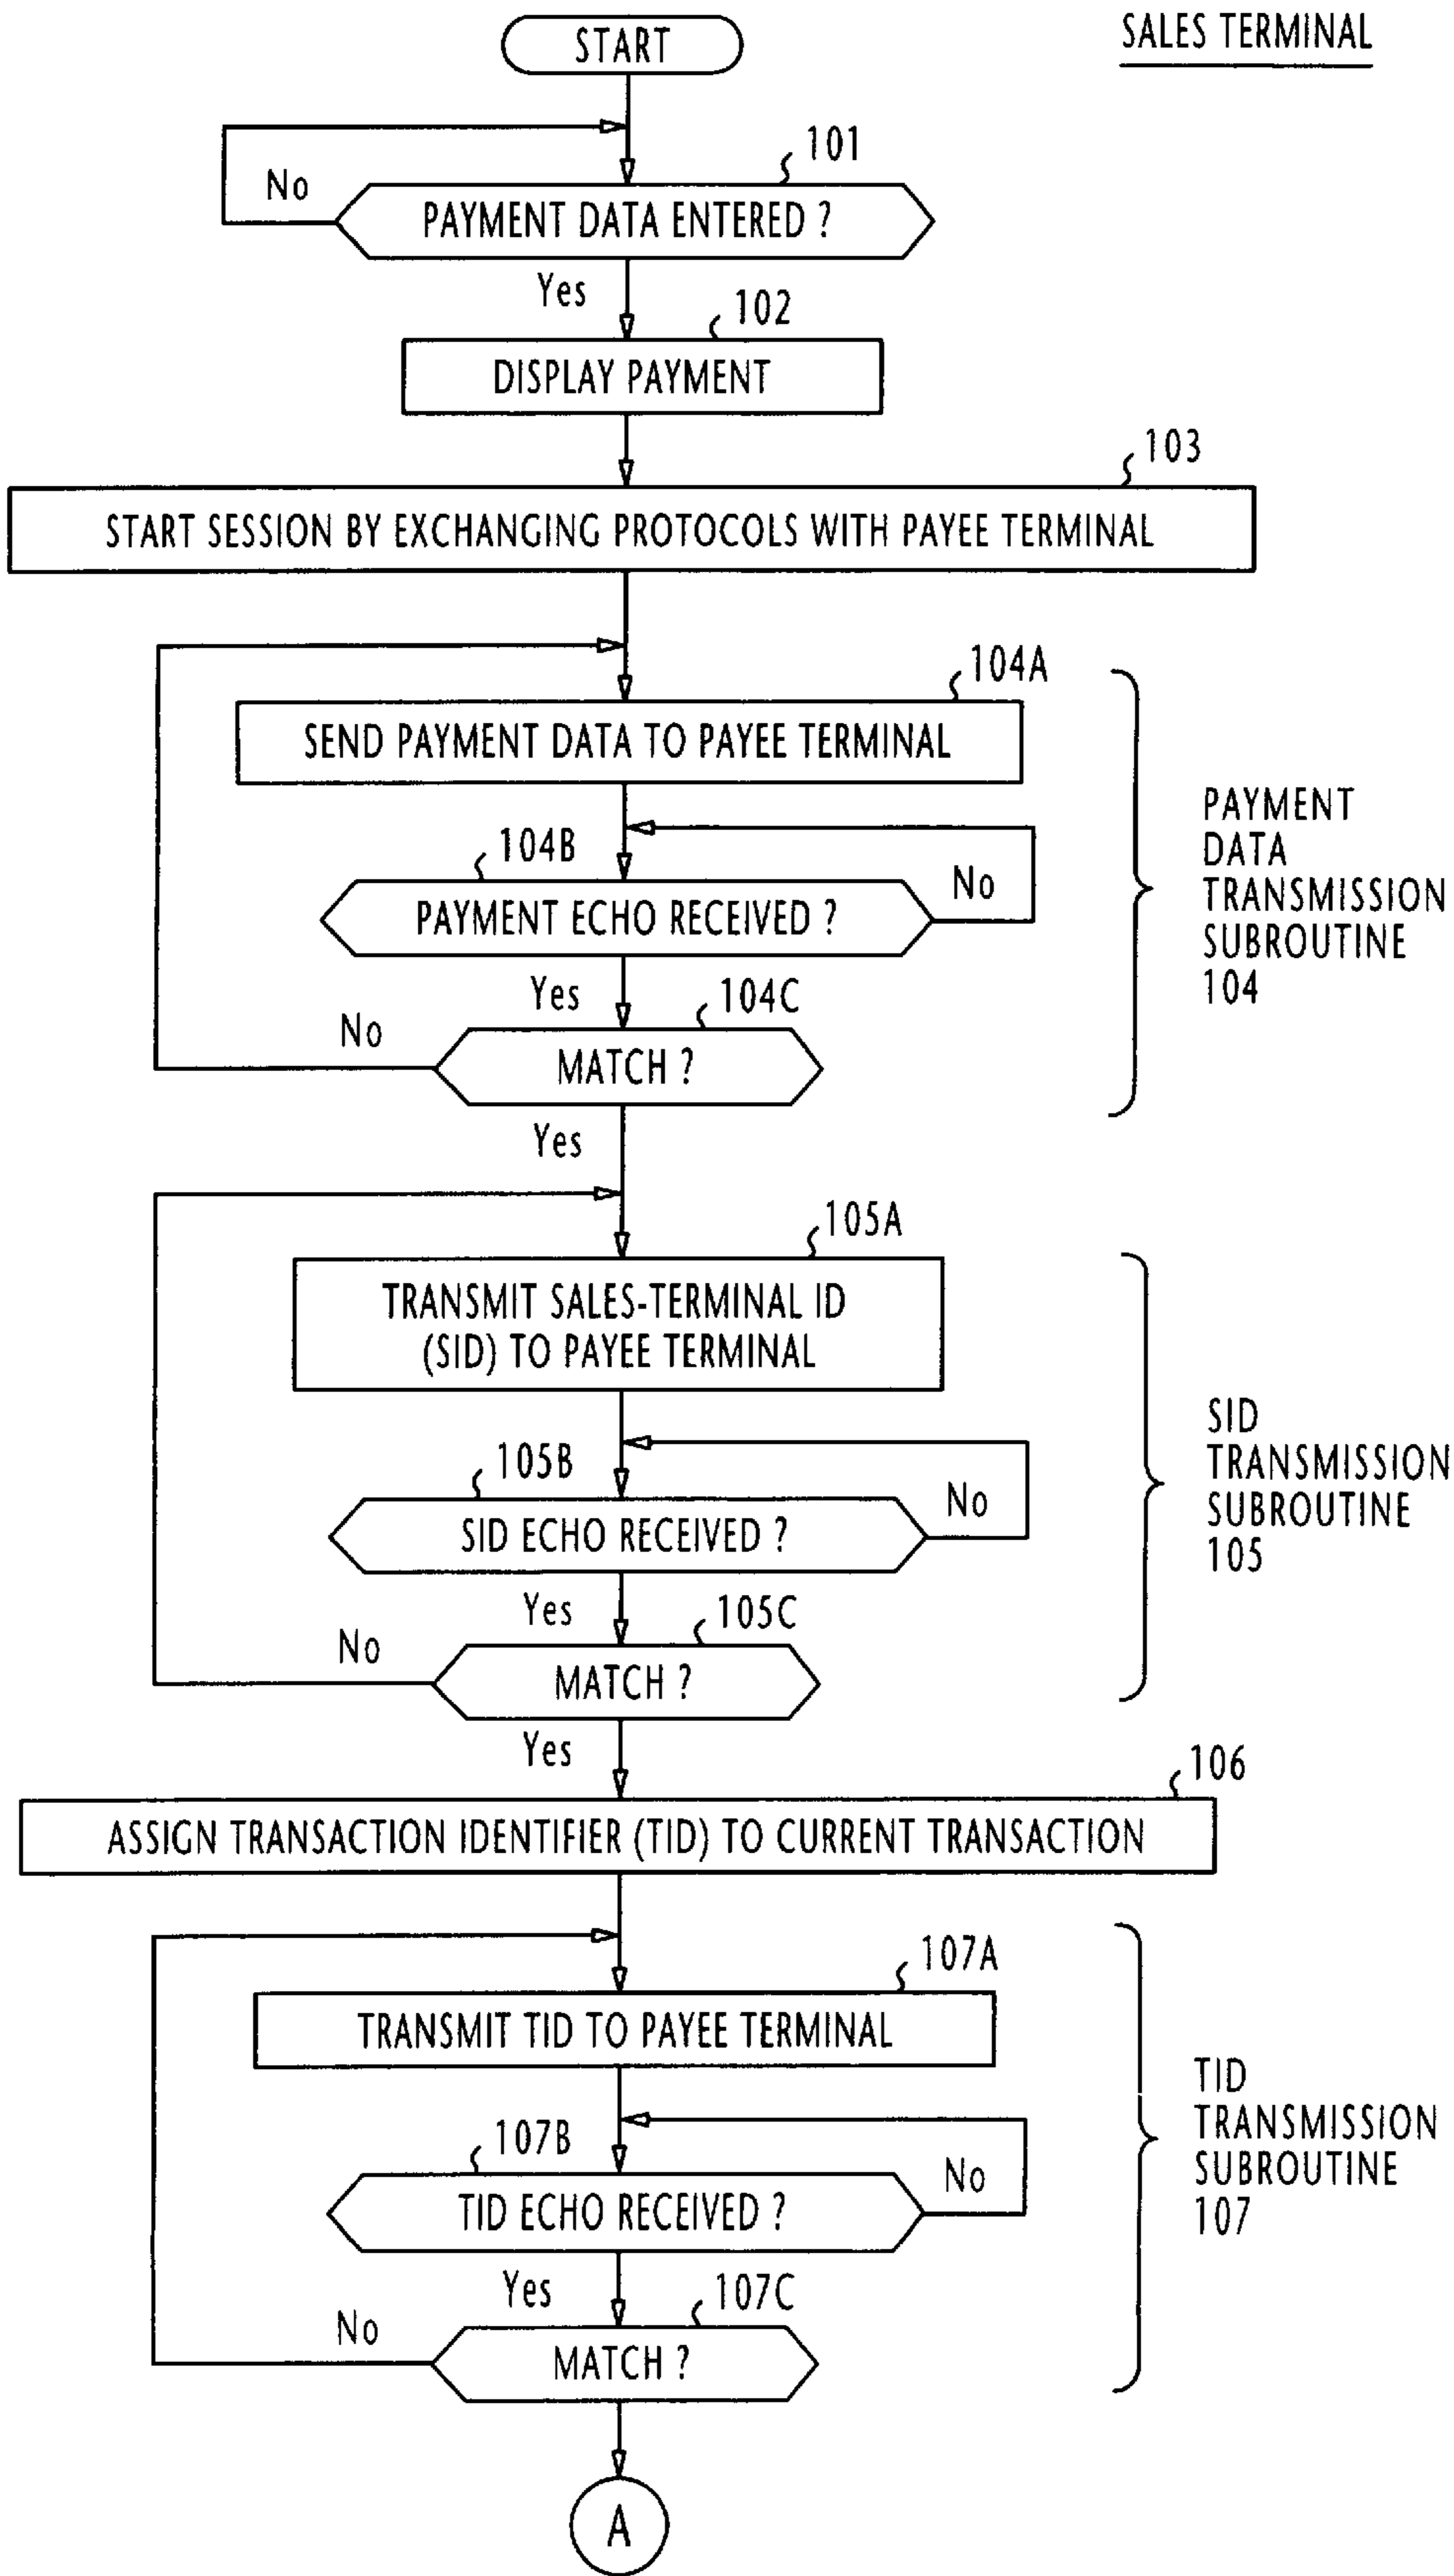 SALES TERMINAL
START
101
No
PAYMENT DATA ENTERED ?
Yes
102
DISPLAY PAYMENT
103
START SESSION BY EXCHANGING PROTOCOLS WITH PAYEE TERMINAL
104A
SEND PAYMENT DATA TO PAYEE TERMINAL
104B
No
PAYMENT ECHO RECEIVED ?
Yes
104C
No
MATCH ?
Yes
PAYMENT
DATA
TRANSMISSION
SUBROUTINE
104
105A
TRANSMIT SALES-TERMINAL ID
(SID) TO PAYEE TERMINAL
105B
No
SID ECHO RECEIVED ?
Yes
105C
No
MATCH ?
Yes
SID
TRANSMISSION
SUBROUTINE
105
106
ASSIGN TRANSACTION IDENTIFIER (TID) TO CURRENT TRANSACTION
107A
TRANSMIT TID TO PAYEE TERMINAL
107B
No
TID ECHO RECEIVED ?
Yes
107C
No
MATCH ?
TID
TRANSMISSION
SUBROUTINE
107
A